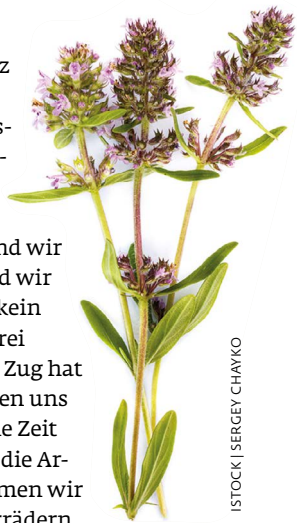 z
s-
-
nd wir
d wir
kein
rei
Zug hat
en uns
e Zeit
die Ar-
men wir
rädern
ISTOCK | SERGEY CHAYKO